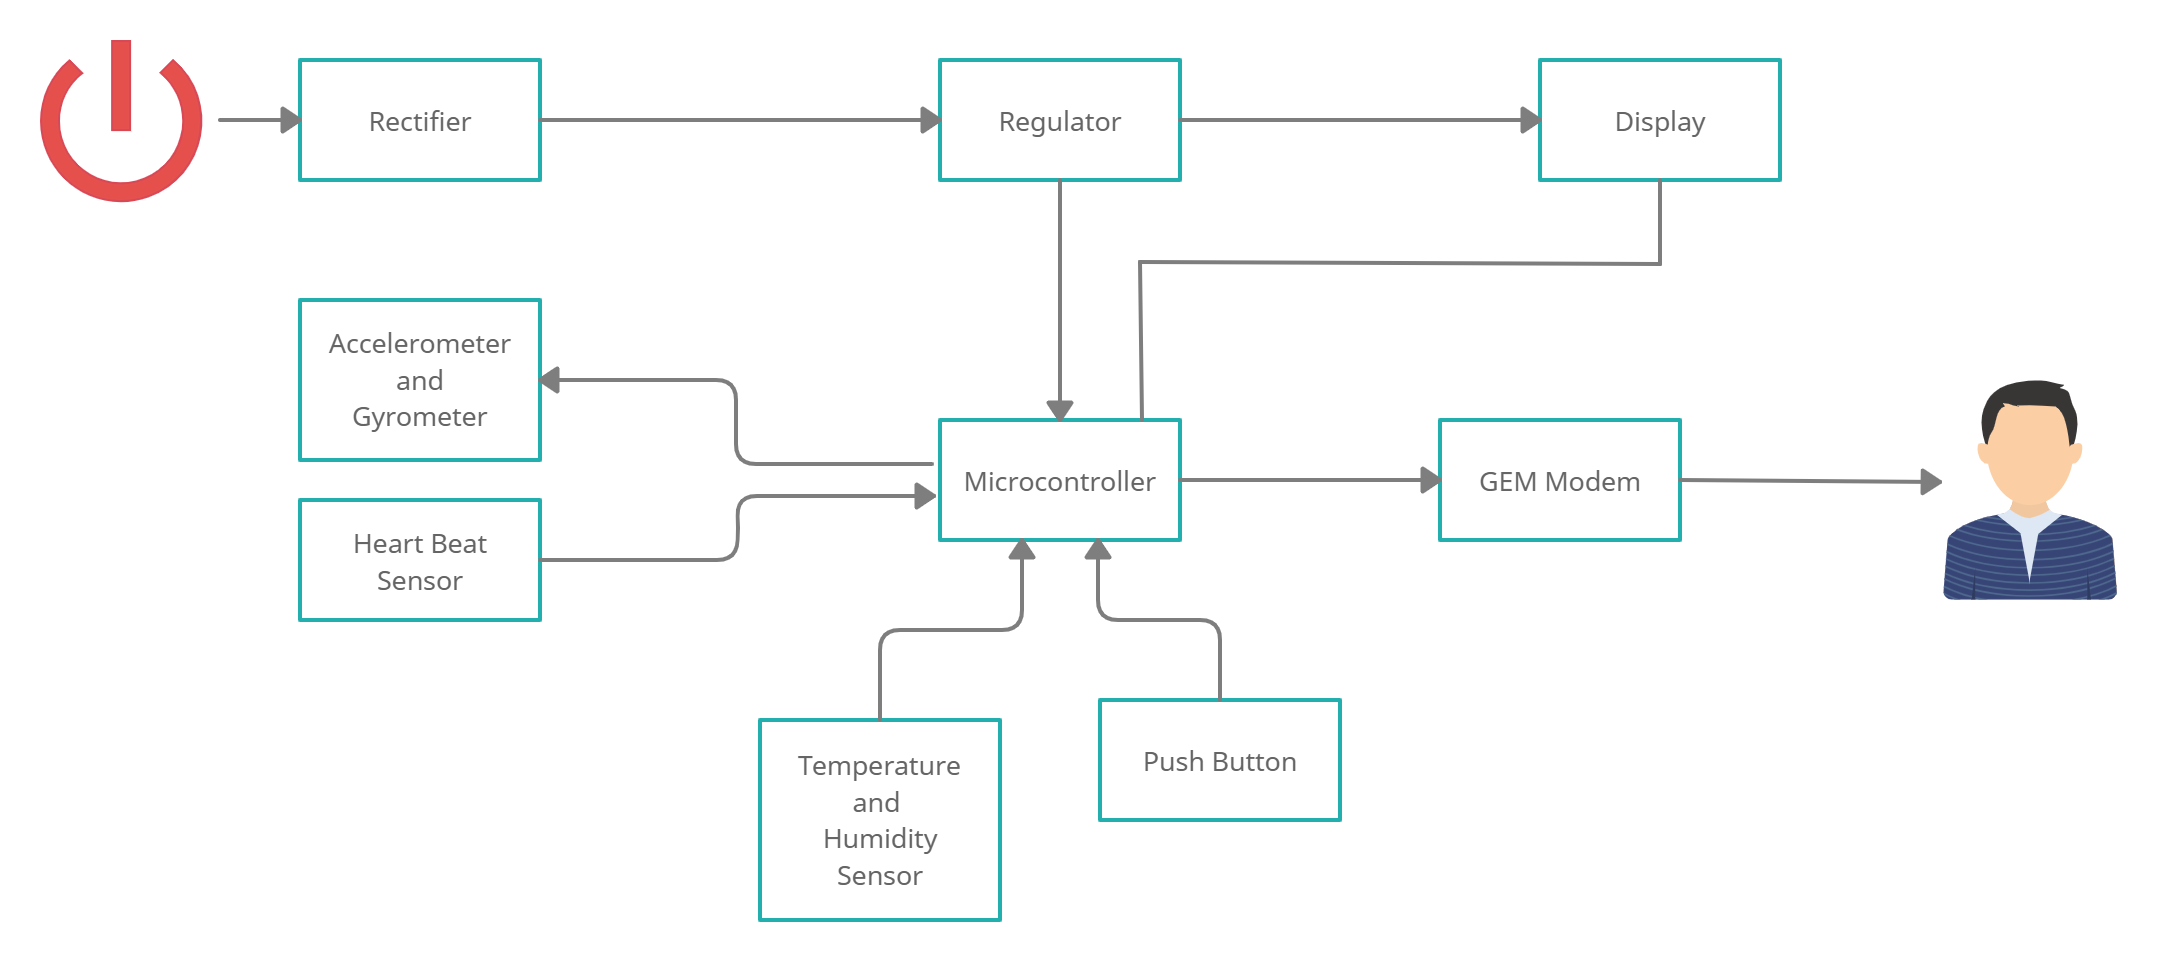 Rectifier
Regulator
Display
Accelerometer
and
Gyrometer
Heart Beat
Sensor
Microcontroller
GEM Modem
Temperature
and
Humidity
Sensor
Push Button